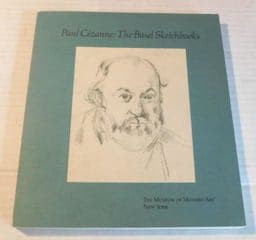 Paul Cézanne: The Basel Sketchbooks
The Museum of Modern Art
New York